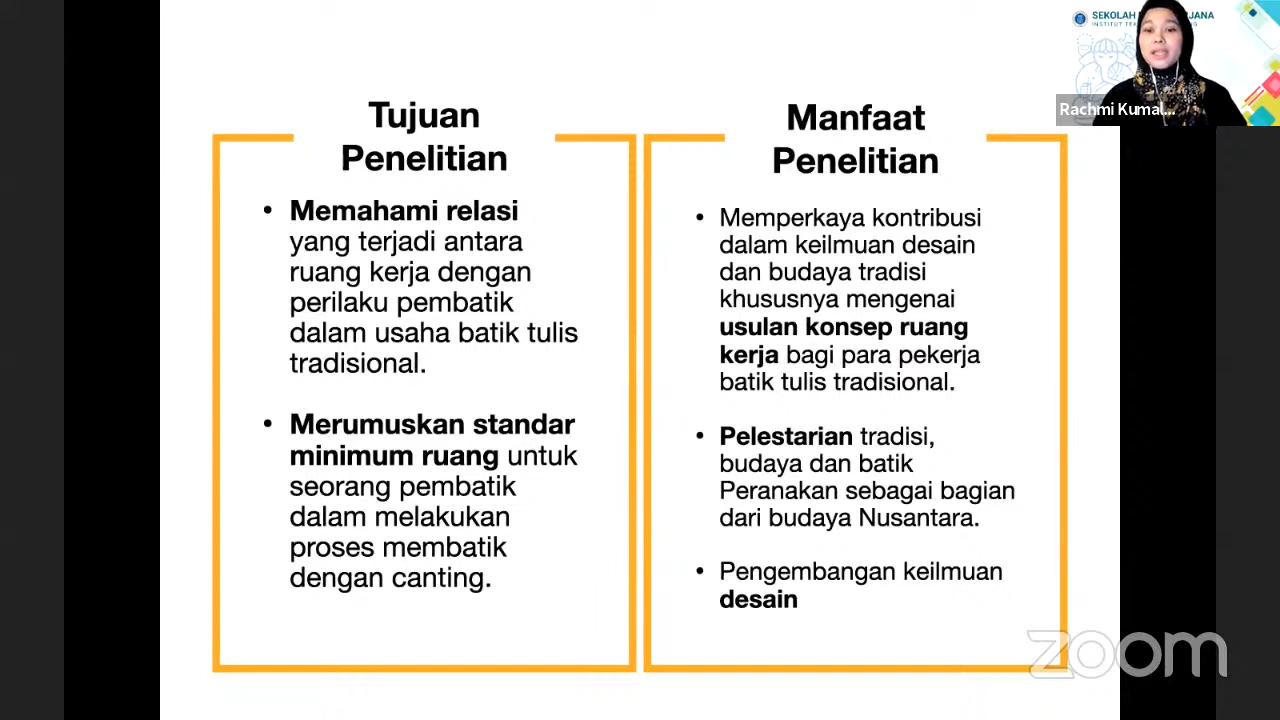 Tujuan
Penelitian
• Memahami relasi
yang terjadi antara
ruang kerja dengan
perilaku pembatik
dalam usaha batik tulis
tradisional.
• Merumuskan standar
minimum ruang untuk
seorang pembatik
dalam melakukan
proses membatik
dengan canting.
Manfaat
Penelitian
• Memperkaya kontribusi
dalam keilmuan desain
dan budaya tradisi
khususnya mengenai
usulan konsep ruang
kerja bagi para pekerja
batik tulis tradisional.
• Pelestarian tradisi,
budaya dan batik
Peranakan sebagai bagian
dari budaya Nusantara.
• Pengembangan keilmuan
desain
SEKOLAH
INSTITUT
Rachmi Kumal...
zoom